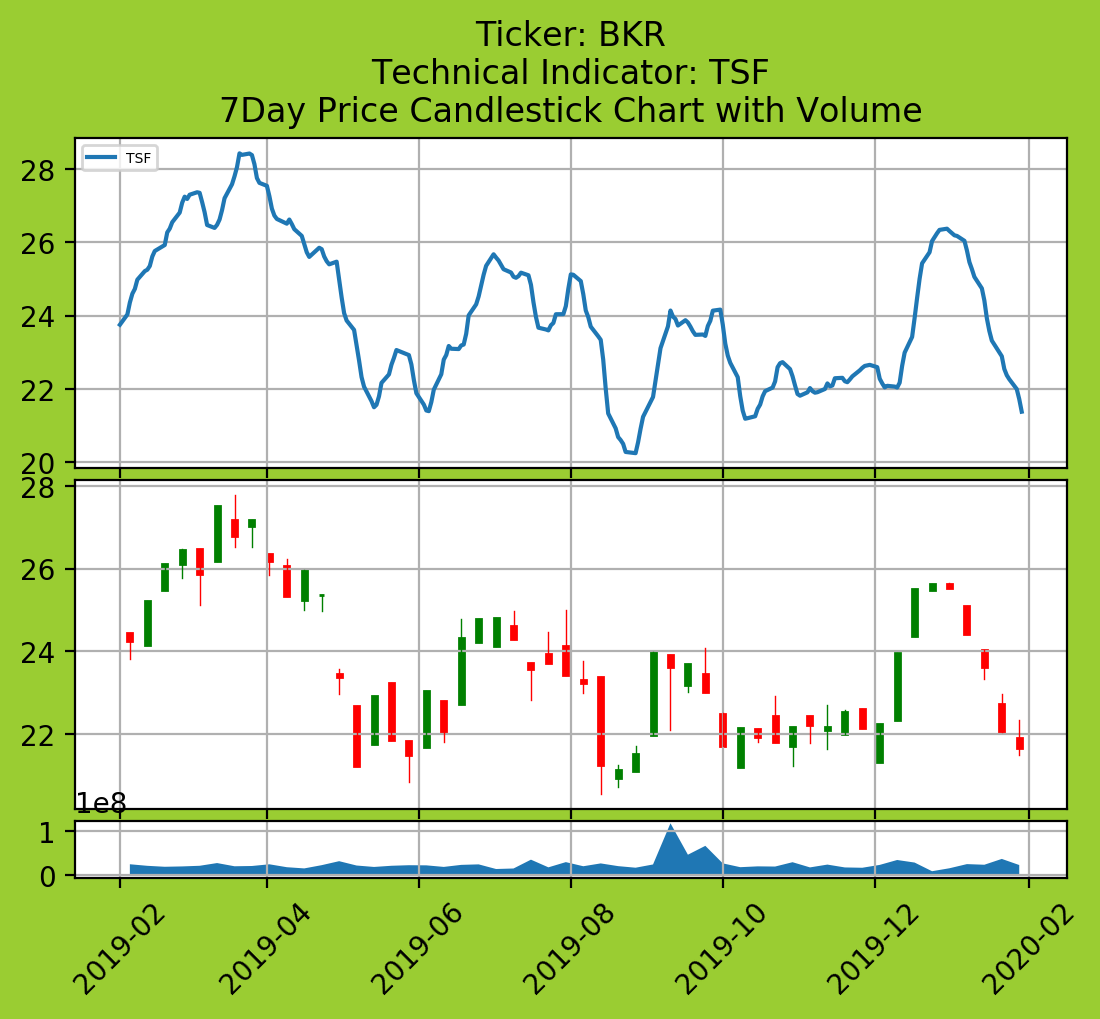 Ticker: BKR
Technical Indicator: TSF
7Day Price Candlestick Chart with Volume
TSF
28
26
24
22
20
28
26
24
22
1e8
1
0
2019-02 2019-04 2019-06 2019-08 2019-10 2019-12 2020-02